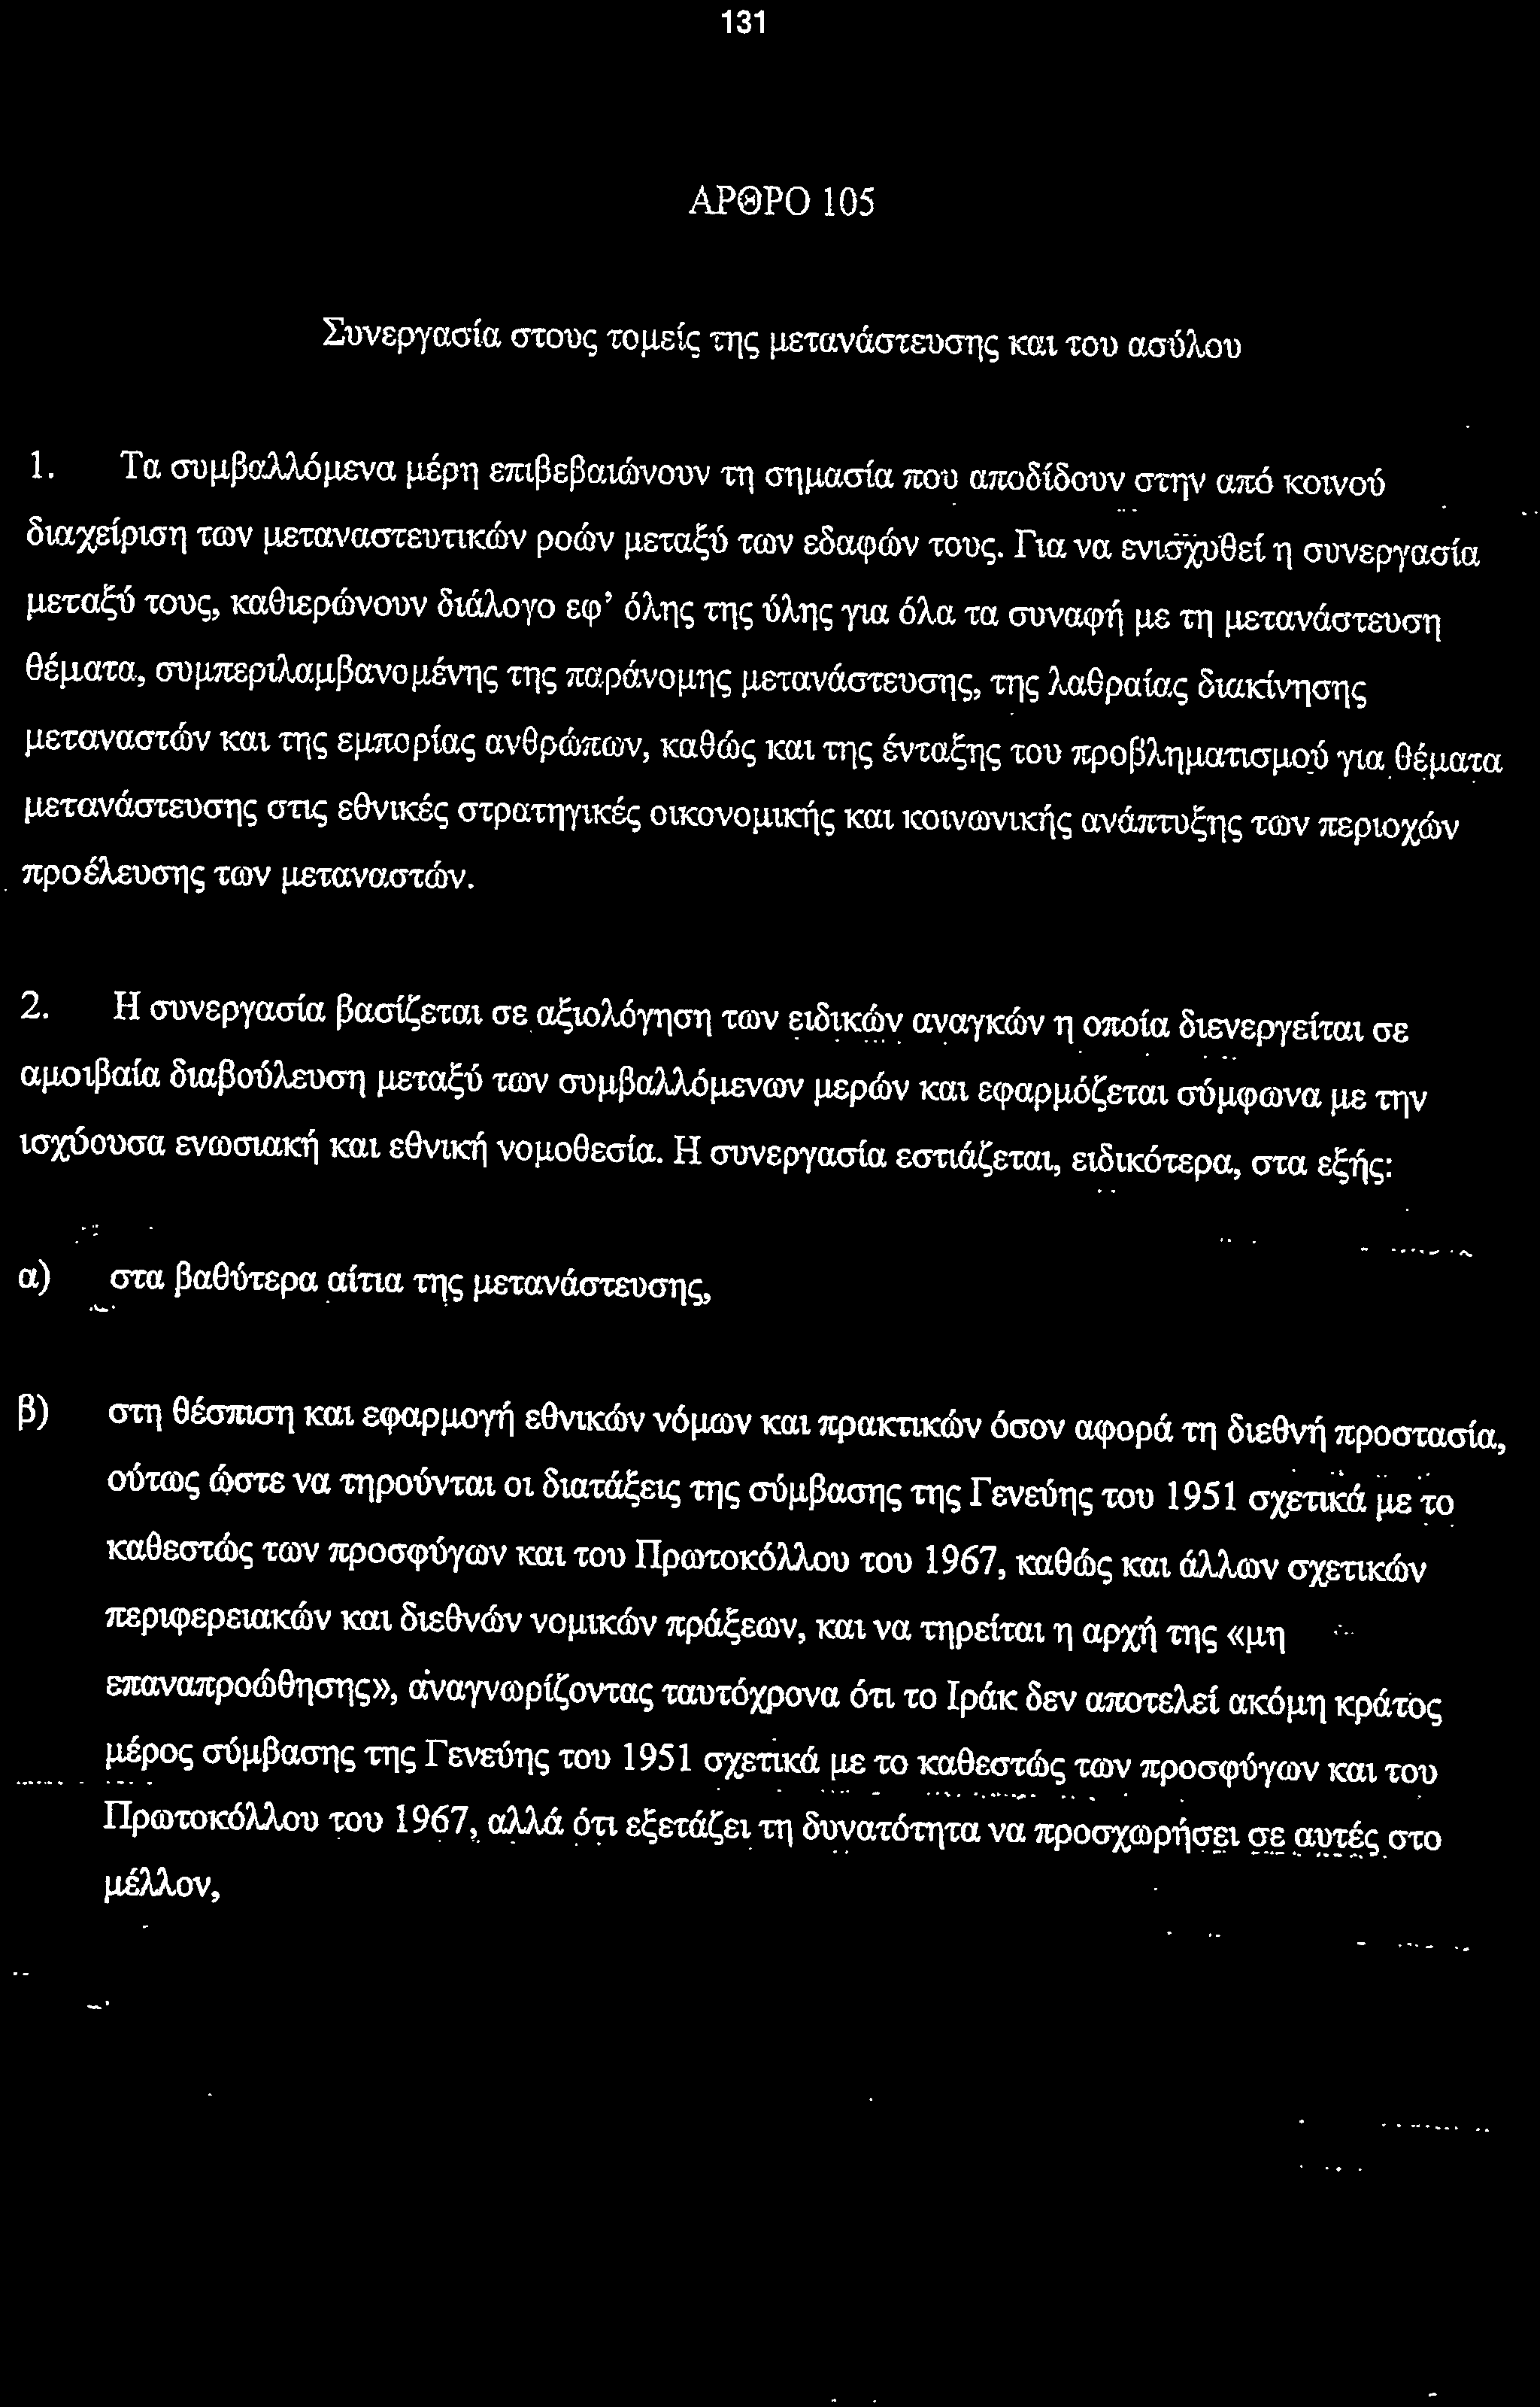 131
ΑΡΘΡΟ 105
Συνεργασία στους τομείς της μετανάστευσης και του ασύλου
1. Τα συμβαλλόμενα μέρη επιβεβαιώνουν τη σημασία που αποδίδουν στην από κοινού
διαχείριση των μεταναστευτικών ροών μεταξύ των εδαφών τους. Για να ενισχυθεί η συνεργασία
μεταξύ τους, καθιερώνουν διάλογο εφ’ όλης της ύλης για όλα τα συναφή με τη μετανάστευση
θέματα, συμπεριλαμβανομένης της παράνομης μετανάστευσης, της λαθραίας διακίνησης
μεταναστών και της εμπορίας ανθρώπων, καθώς και της ένταξης του προβληματισμού για θέματα
μετανάστευσης στις εθνικές στρατηγικές οικονομικής και κοινωνικής ανάπτυξης των περιοχών
προέλευσης των μεταναστών.
2. Η συνεργασία βασίζεται σε αξιολόγηση των ειδικών αναγκών η οποία διενεργείται σε
αμοιβαία διαβούλευση μεταξύ των συμβαλλόμενων μερών και εφαρμόζεται σύμφωνα με την
ισχύουσα ενωσιακή και εθνική νομοθεσία. Η συνεργασία εστιάζεται, ειδικότερα, στα εξής:
α) στα βαθύτερα αίτια της μετανάστευσης,
β) στη θέσπιση και εφαρμογή εθνικών νόμων και πρακτικών όσον αφορά τη διεθνή προστασία,
ούτως ώστε να τηρούνται οι διατάξεις της σύμβασης της Γενεύης του 1951 σχετικά με το
καθεστώς των προσφύγων και του Πρωτοκόλλου του 1967, καθώς και άλλων σχετικών
περιφερειακών και διεθνών νομικών πράξεων, και να τηρείται η αρχή της «μη
επαναπροώθησης», αναγνωρίζοντας ταυτόχρονα ότι το Ιράκ δεν αποτελεί ακόμη κράτος
μέρος σύμβασης της Γενεύης του 1951 σχετικά με το καθεστώς των προσφύγων και του
Πρωτοκόλλου του 1967, αλλά ότι εξετάζει τη δυνατότητα να προσχωρήσει σε αυτές στο
μέλλον,